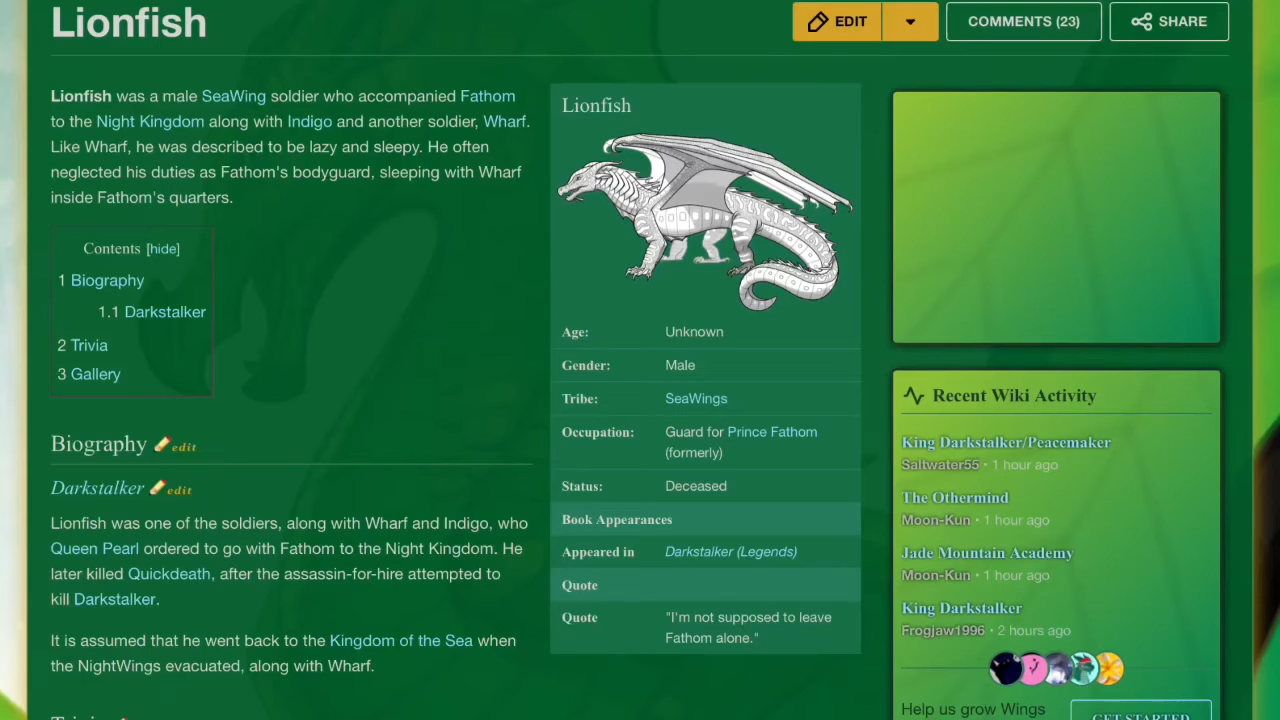 Lionfish
EDIT
COMMENTS (23)
SHARE
Lionfish was a male SeaWing soldier who accompanied Fathom
to the Night Kingdom along with Indigo and another soldier, Wharf.
Like Wharf, he was described to be lazy and sleepy. He often
neglected his duties as Fathom's bodyguard, sleeping with Wharf
inside Fathom's quarters.
Contents [hide]
1 Biography
1.1 Darkstalker
2 Trivia
3 Gallery
Biography edit
Darkstalker edit
Lionfish was one of the soldiers, along with Wharf and Indigo, who
Queen Pearl ordered to go with Fathom to the Night Kingdom. He
later killed Quickdeath, after the assassin-for-hire attempted to
kill Darkstalker.
It is assumed that he went back to the Kingdom of the Sea when
the NightWings evacuated, along with Wharf.
Trivia
Lionfish
Age: Unknown
Gender: Male
Tribe: SeaWings
Occupation: Guard for Prince Fathom
(formerly)
Status: Deceased
Book Appearances
Appeared in Darkstalker (Legends)
Quote
Quote "I'm not supposed to leave
Fathom alone."
Recent Wiki Activity
King Darkstalker/Peacemaker
Saltwater55 • 1 hour ago
The Othermind
Moon-Kun • 1 hour ago
Jade Mountain Academy
Moon-Kun • 1 hour ago
King Darkstalker
Frogjaw1996 • 2 hours ago
Help us grow Wings
GET STARTED